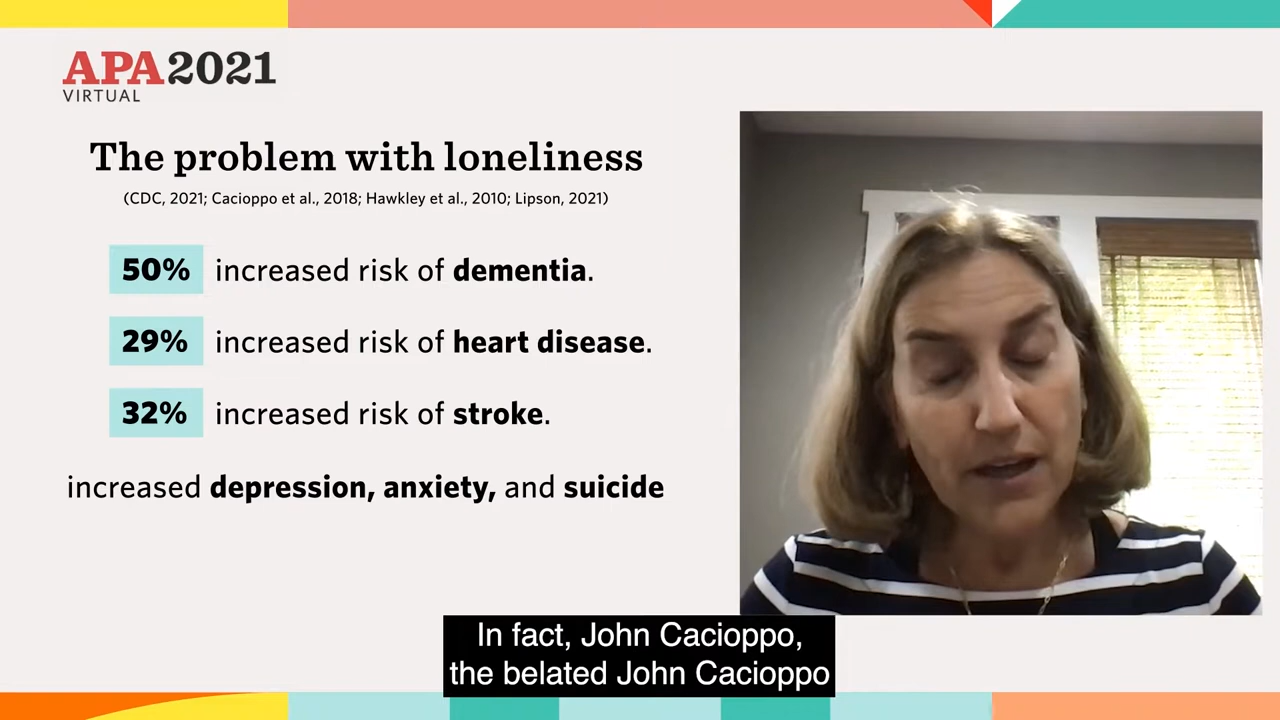 APA2021
VIRTUAL
The problem with loneliness
(CDC, 2021; Cacioppo et al., 2018; Hawkley et al., 2010; Lipson, 2021)
50% increased risk of dementia.
29% increased risk of heart disease.
32% increased risk of stroke.
increased depression, anxiety, and suicide
In fact, John Cacioppo,
the belated John Cacioppo